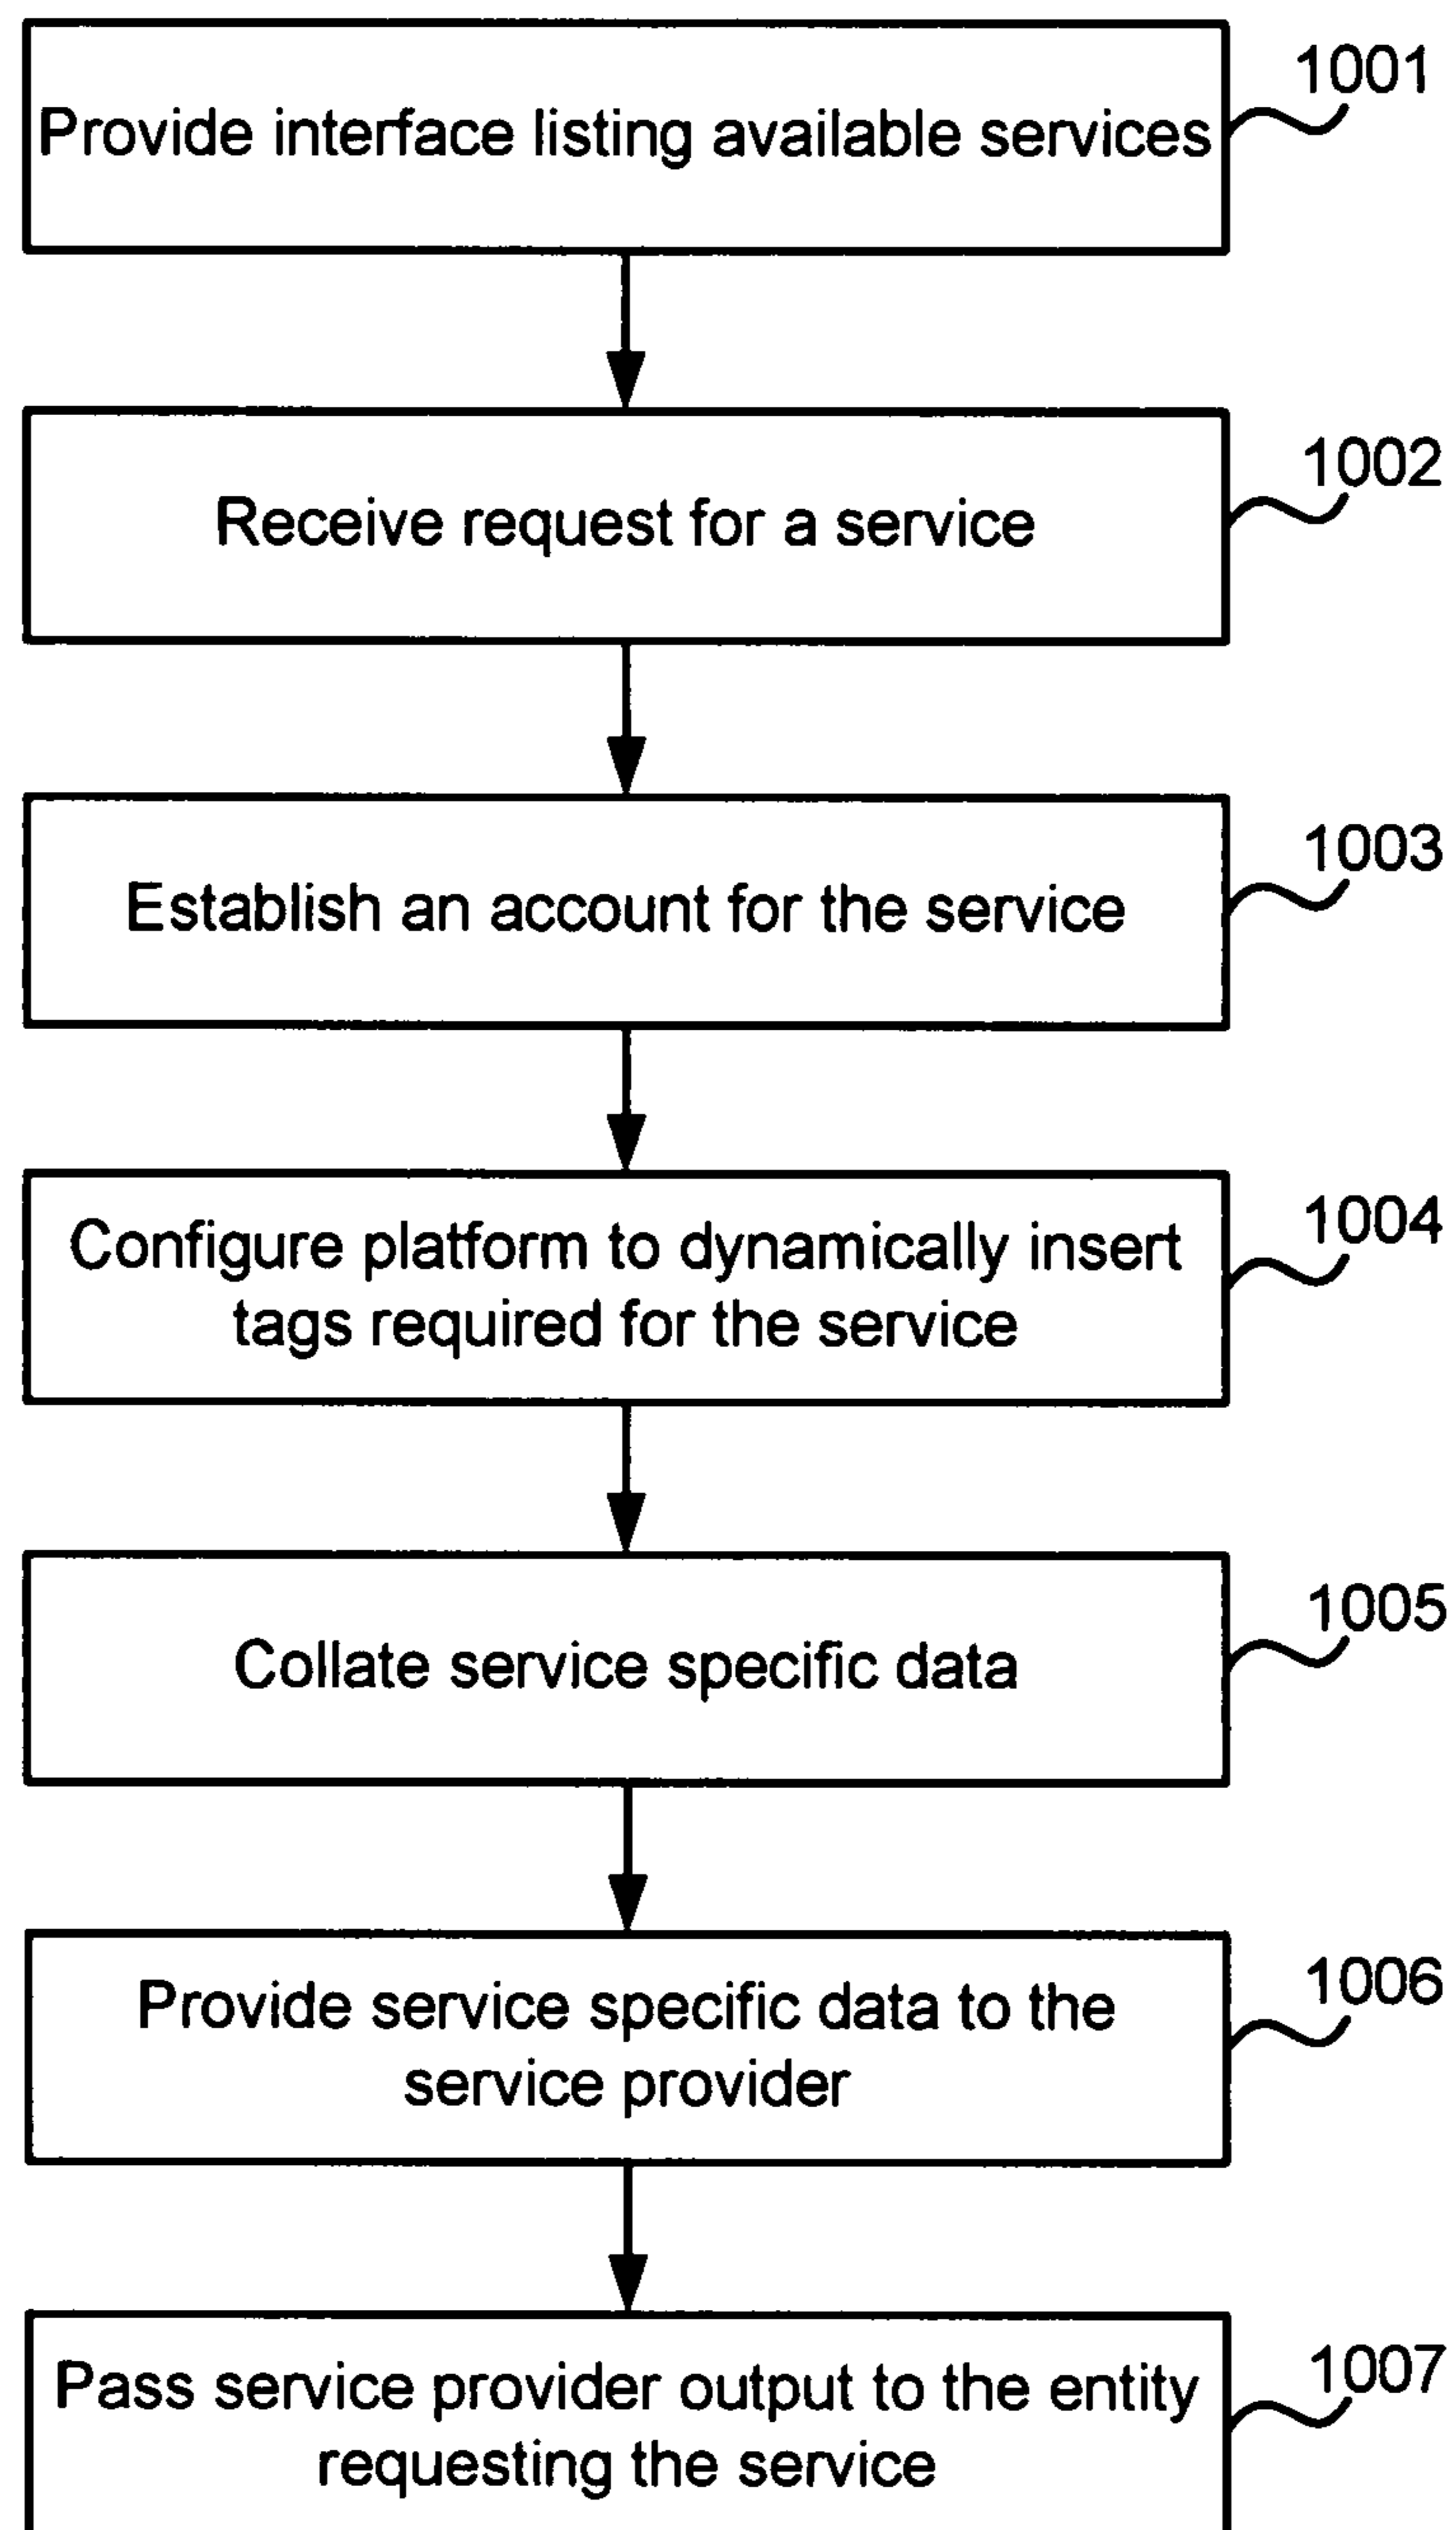 Provide interface listing available services
1001
Receive request for a service
1002
Establish an account for the service
1003
Configure platform to dynamically insert
tags required for the service
1004
Collate service specific data
1005
Provide service specific data to the
service provider
1006
Pass service provider output to the entity
requesting the service
1007